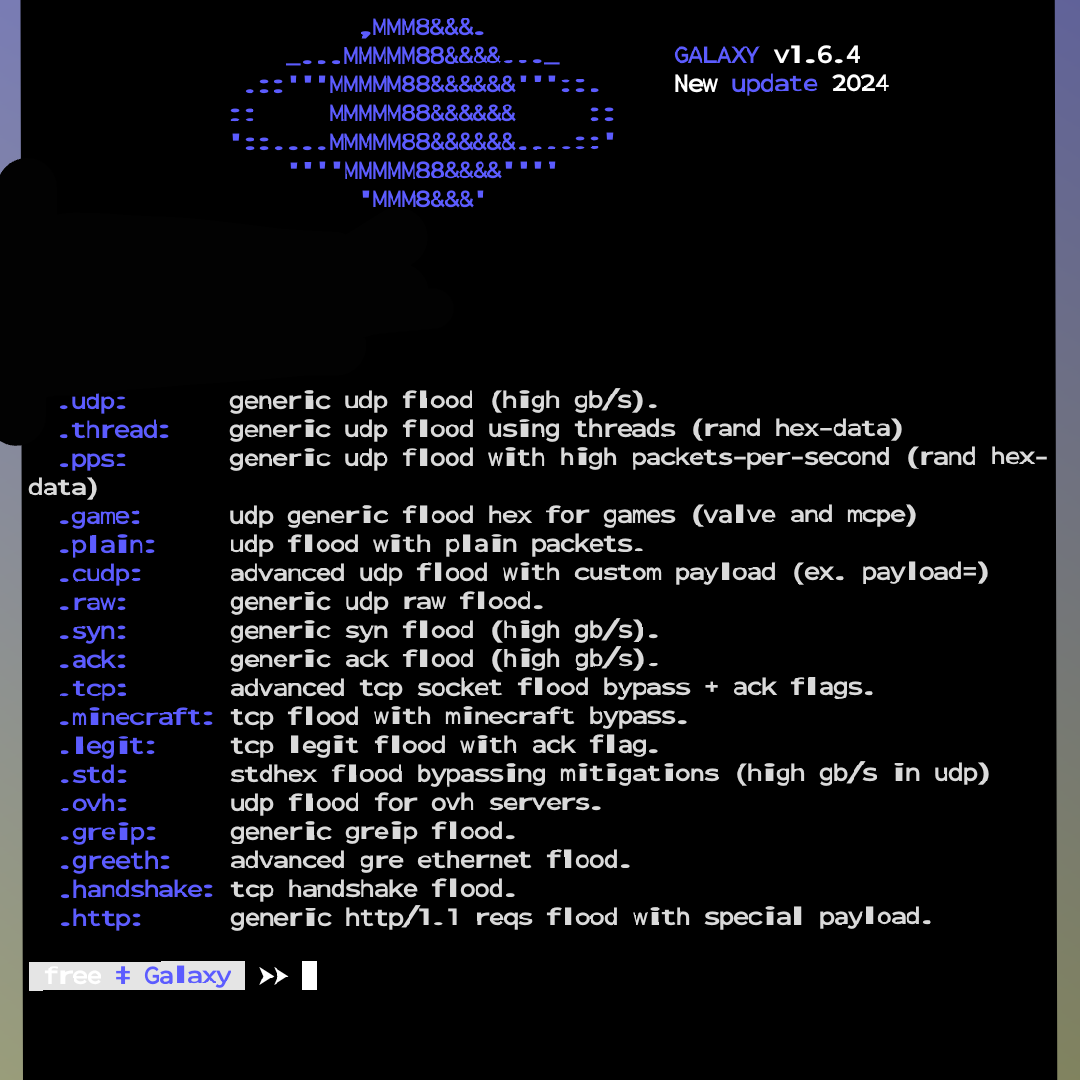 ,MMM8&&&.
_...MMMMM88&&&&..._
.::'''MMMMM88&&&&&&'''::.
::     MMMMM88&&&&&&     ::
'::....MMMMM88&&&&&&....::'
''''MMMMM88&&&&''''
'MMM8&&&'
GALAXY v1.6.4
New update 2024
.udp: generic udp flood (high gb/s).
.thread: generic udp flood using threads (rand hex-data)
.pps: generic udp flood with high packets-per-second (rand hex-
data)
.game: udp generic flood hex for games (valve and mcpe)
.plain: udp flood with plain packets.
.cudp: advanced udp flood with custom payload (ex. payload=)
.raw: generic udp raw flood.
.syn: generic syn flood (high gb/s).
.ack: generic ack flood (high gb/s).
.tcp: advanced tcp socket flood bypass + ack flags.
.minecraft: tcp flood with minecraft bypass.
.legit: tcp legit flood with ack flag.
.std: stdhex flood bypassing mitigations (high gb/s in udp)
.ovh: udp flood for ovh servers.
.greip: generic greip flood.
.greeth: advanced gre ethernet flood.
.handshake: tcp handshake flood.
.http: generic http/1.1 reqs flood with special payload.
free ‡ Galaxy ➤➤